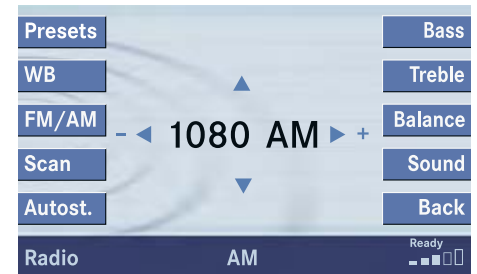 Presets
Bass
WB
Treble
FM/AM
Balance
- 1080 AM +
Scan
Sound
Autost.
Back
Radio
AM
Ready